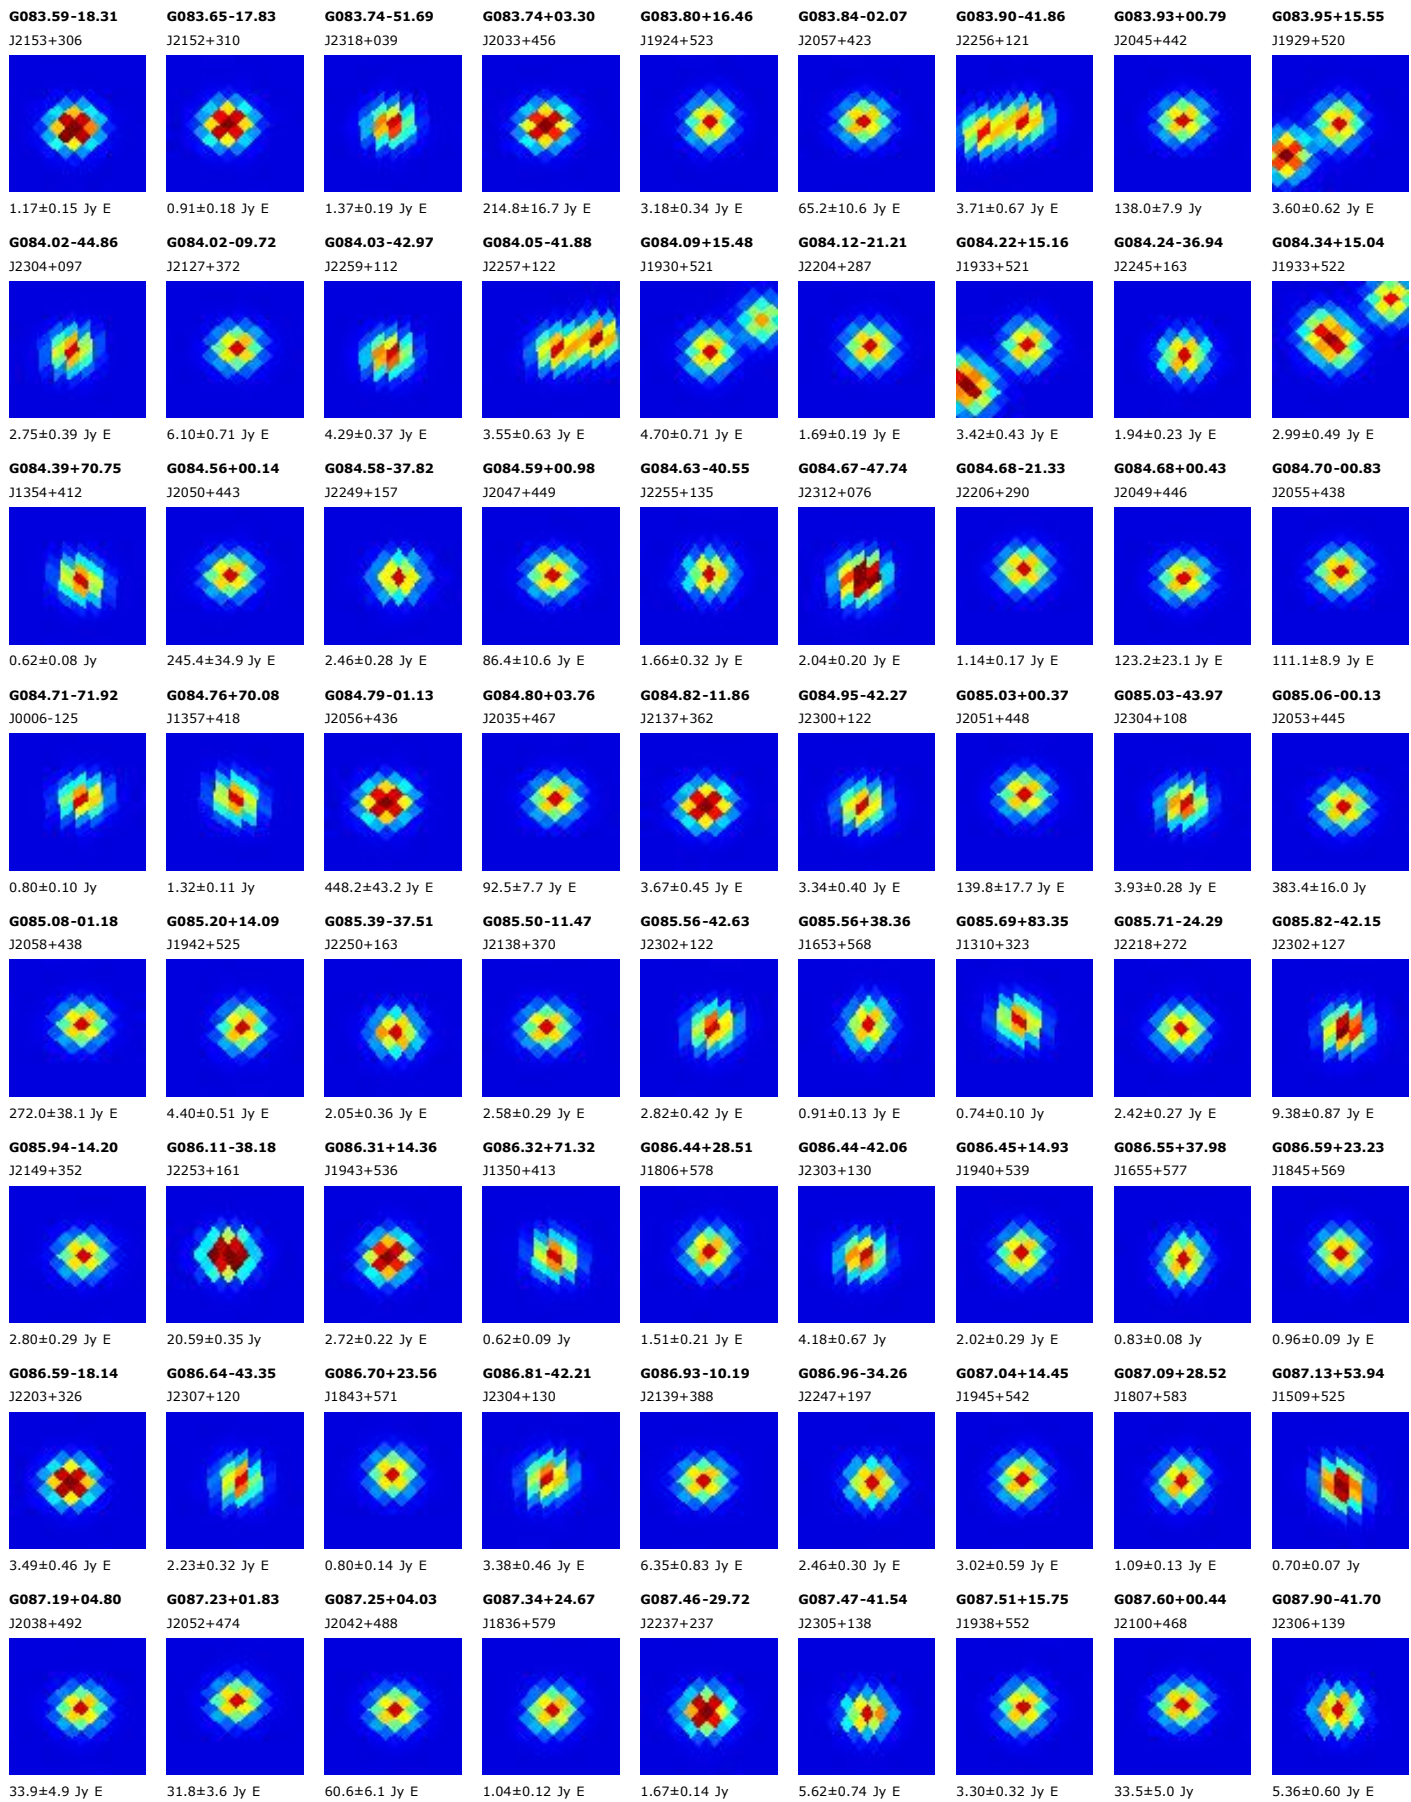 G083.59-18.31 G083.65-17.83 G083.74-51.69 G083.74+03.30 G083.80+16.46 G083.84-02.07 G083.90-41.86 G083.93+00.79 G083.95+15.55
J2153+306 J2152+310 J2318+039 J2033+456 J1924+523 J2057+423 J2256+121 J2045+442 J1929+520
1.17±0.15 Jy E 0.91±0.18 Jy E 1.37±0.19 Jy E 214.8±16.7 Jy E 3.18±0.34 Jy E 65.2±10.6 Jy E 3.71±0.67 Jy E 138.0±7.9 Jy 3.60±0.62 Jy E
G084.02-44.86 G084.02-09.72 G084.03-42.97 G084.05-41.88 G084.09+15.48 G084.12-21.21 G084.22+15.16 G084.24-36.94 G084.34+15.04
J2304+097 J2127+372 J2259+112 J2257+122 J1930+521 J2204+287 J1933+521 J2245+163 J1933+522
2.75±0.39 Jy E 6.10±0.71 Jy E 4.29±0.37 Jy E 3.55±0.63 Jy E 4.70±0.71 Jy E 1.69±0.19 Jy E 3.42±0.43 Jy E 1.94±0.23 Jy E 2.99±0.49 Jy E
G084.39+70.75 G084.56+00.14 G084.58-37.82 G084.59+00.98 G084.63-40.55 G084.67-47.74 G084.68-21.33 G084.68+00.43 G084.70-00.83
J1354+412 J2050+443 J2249+157 J2047+449 J2255+135 J2312+076 J2206+290 J2049+446 J2055+438
0.62±0.08 Jy 245.4±34.9 Jy E 2.46±0.28 Jy E 86.4±10.6 Jy E 1.66±0.32 Jy E 2.04±0.20 Jy E 1.14±0.17 Jy E 123.2±23.1 Jy E 111.1±8.9 Jy E
G084.71-71.92 G084.76+70.08 G084.79-01.13 G084.80+03.76 G084.82-11.86 G084.95-42.27 G085.03+00.37 G085.03-43.97 G085.06-00.13
J0006-125 J1357+418 J2056+436 J2035+467 J2137+362 J2300+122 J2051+448 J2304+108 J2053+445
0.80±0.10 Jy 1.32±0.11 Jy 448.2±43.2 Jy E 92.5±7.7 Jy E 3.67±0.45 Jy E 3.34±0.40 Jy E 139.8±17.7 Jy E 3.93±0.28 Jy E 383.4±16.0 Jy
G085.08-01.18 G085.20+14.09 G085.39-37.51 G085.50-11.47 G085.56-42.63 G085.56+38.36 G085.69+83.35 G085.71-24.29 G085.82-42.15
J2058+438 J1942+525 J2250+163 J2138+370 J2302+122 J1653+568 J1310+323 J2218+272 J2302+127
272.0±38.1 Jy E 4.40±0.51 Jy E 2.05±0.36 Jy E 2.58±0.29 Jy E 2.82±0.42 Jy E 0.91±0.13 Jy E 0.74±0.10 Jy 2.42±0.27 Jy E 9.38±0.87 Jy E
G085.94-14.20 G086.11-38.18 G086.31+14.36 G086.32+71.32 G086.44+28.51 G086.44-42.06 G086.45+14.93 G086.55+37.98 G086.59+23.23
J2149+352 J2253+161 J1943+536 J1350+413 J1806+578 J2303+130 J1940+539 J1655+577 J1845+569
2.80±0.29 Jy E 20.59±0.35 Jy 2.72±0.22 Jy E 0.62±0.09 Jy 1.51±0.21 Jy E 4.18±0.67 Jy 2.02±0.29 Jy E 0.83±0.08 Jy 0.96±0.09 Jy E
G086.59-18.14 G086.64-43.35 G086.70+23.56 G086.81-42.21 G086.93-10.19 G086.96-34.26 G087.04+14.45 G087.09+28.52 G087.13+53.94
J2203+326 J2307+120 J1843+571 J2304+130 J2139+388 J2247+197 J1945+542 J1807+583 J1509+525
3.49±0.46 Jy E 2.23±0.32 Jy E 0.80±0.14 Jy E 3.38±0.46 Jy E 6.35±0.83 Jy E 2.46±0.30 Jy E 3.02±0.59 Jy E 1.09±0.13 Jy E 0.70±0.07 Jy
G087.19+04.80 G087.23+01.83 G087.25+04.03 G087.34+24.67 G087.46-29.72 G087.47-41.54 G087.51+15.75 G087.60+00.44 G087.90-41.70
J2038+492 J2052+474 J2042+488 J1836+579 J2237+237 J2305+138 J1938+552 J2100+468 J2306+139
33.9±4.9 Jy E 31.8±3.6 Jy E 60.6±6.1 Jy E 1.04±0.12 Jy E 1.67±0.14 Jy 5.62±0.74 Jy E 3.30±0.32 Jy E 33.5±5.0 Jy 5.36±0.60 Jy E